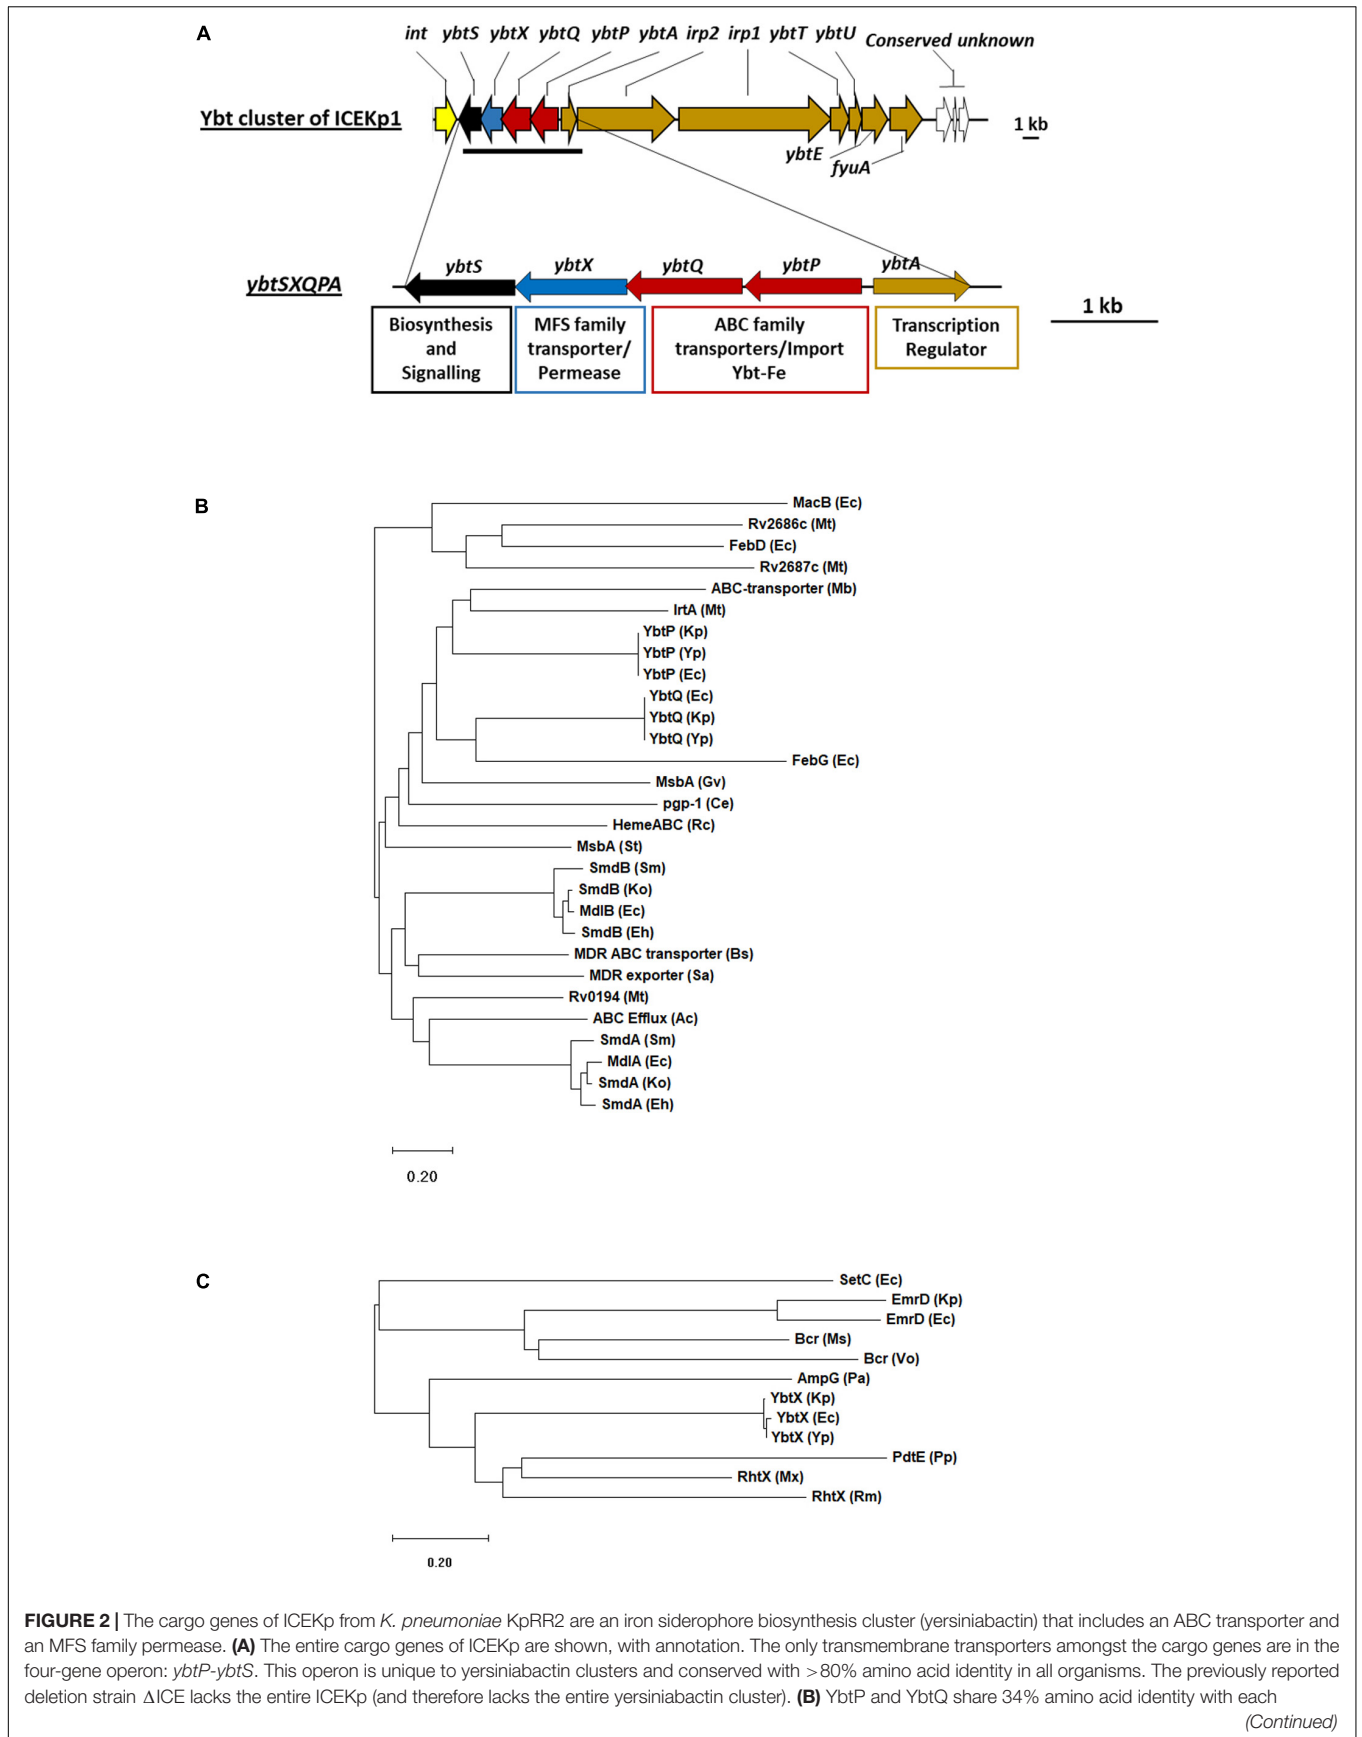 A
int ybtS ybtX ybtQ ybtP ybtA irp2 irp1 ybtT ybtU Conserved unknown
Ybt cluster of ICEKp1
1 kb
ybtE
fyuA
ybtSXQPA
ybtS ybtX ybtQ ybtP ybtA
1 kb
Biosynthesis
and
Signalling
MFS family
transporter/
Permease
ABC family
transporters/Import
Ybt-Fe
Transcription
Regulator
B
MacB (Ec)
Rv2686c (Mt)
FebD (Ec)
Rv2687c (Mt)
ABC-transporter (Mb)
IrtA (Mt)
YbtP (Kp)
YbtP (Yp)
YbtP (Ec)
YbtQ (Ec)
YbtQ (Kp)
YbtQ (Yp)
FebG (Ec)
MsbA (Gv)
pgp-1 (Ce)
HemeABC (Rc)
MsbA (St)
SmdB (Sm)
SmdB (Ko)
MdlB (Ec)
SmdB (Eh)
MDR ABC transporter (Bs)
MDR exporter (Sa)
Rv0194 (Mt)
ABC Efflux (Ac)
SmdA (Sm)
MdlA (Ec)
SmdA (Ko)
SmdA (Eh)
0.20
C
SetC (Ec)
EmrD (Kp)
EmrD (Ec)
Bcr (Ms)
Bcr (Vo)
AmpG (Pa)
YbtX (Kp)
YbtX (Ec)
YbtX (Yp)
PdtE (Pp)
RhtX (Mx)
RhtX (Rm)
0.20
FIGURE 2 | The cargo genes of ICEKp from K. pneumoniae KpRR2 are an iron siderophore biosynthesis cluster (yersiniabactin) that includes an ABC transporter and
an MFS family permease. (A) The entire cargo genes of ICEKp are shown, with annotation. The only transmembrane transporters amongst the cargo genes are in the
four-gene operon: ybtP-ybtS. This operon is unique to yersiniabactin clusters and conserved with >80% amino acid identity in all organisms. The previously reported
deletion strain ΔICE lacks the entire ICEKp (and therefore lacks the entire yersiniabactin cluster). (B) YbtP and YbtQ share 34% amino acid identity with each
(Continued)